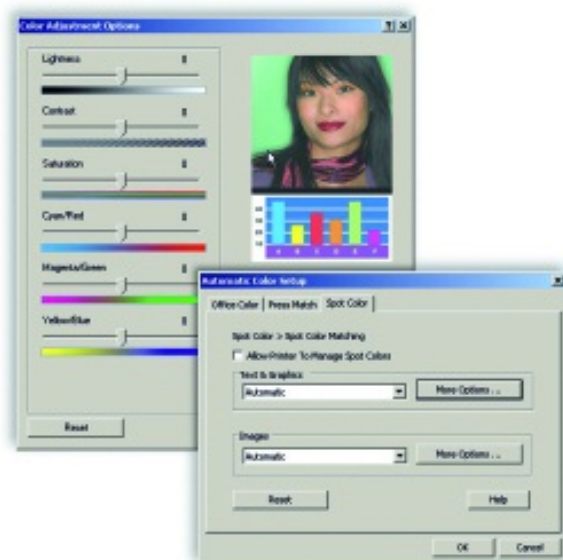 Color Adjustment Options
Lightness 0
Contrast 0
Saturation 0
Cyan/Red 0
Magenta/Green 0
Yellow/Blue 0
Reset
Automatic Color Setup
Office Color Press Match Spot Color
Spot Color > Spot Color Matching
Allow Printer To Manage Spot Colors
Text & Graphics
Automatic More Options...
Images
Automatic More Options...
Reset Help
OK Cancel